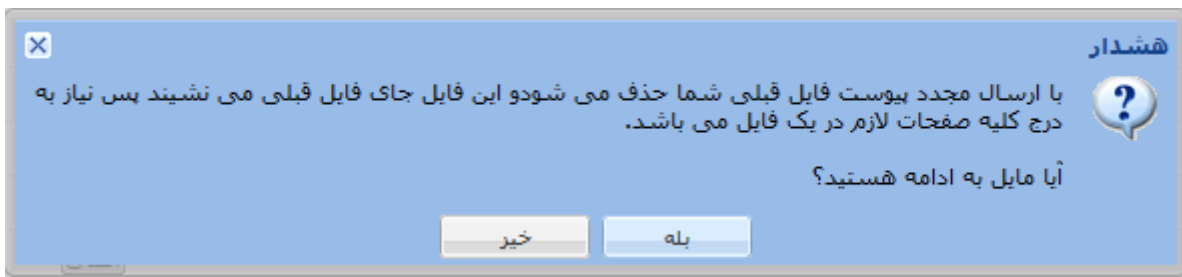 هشدار
با ارسال مجدد پیوست فایل قبلی شما حذف می شودو این فایل جای فایل قبلی می نشیند پس نیاز به
درج کلیه صفحات لازم در یک فایل می باشد.
آیا مایل به ادامه هستید؟
بله
خیر